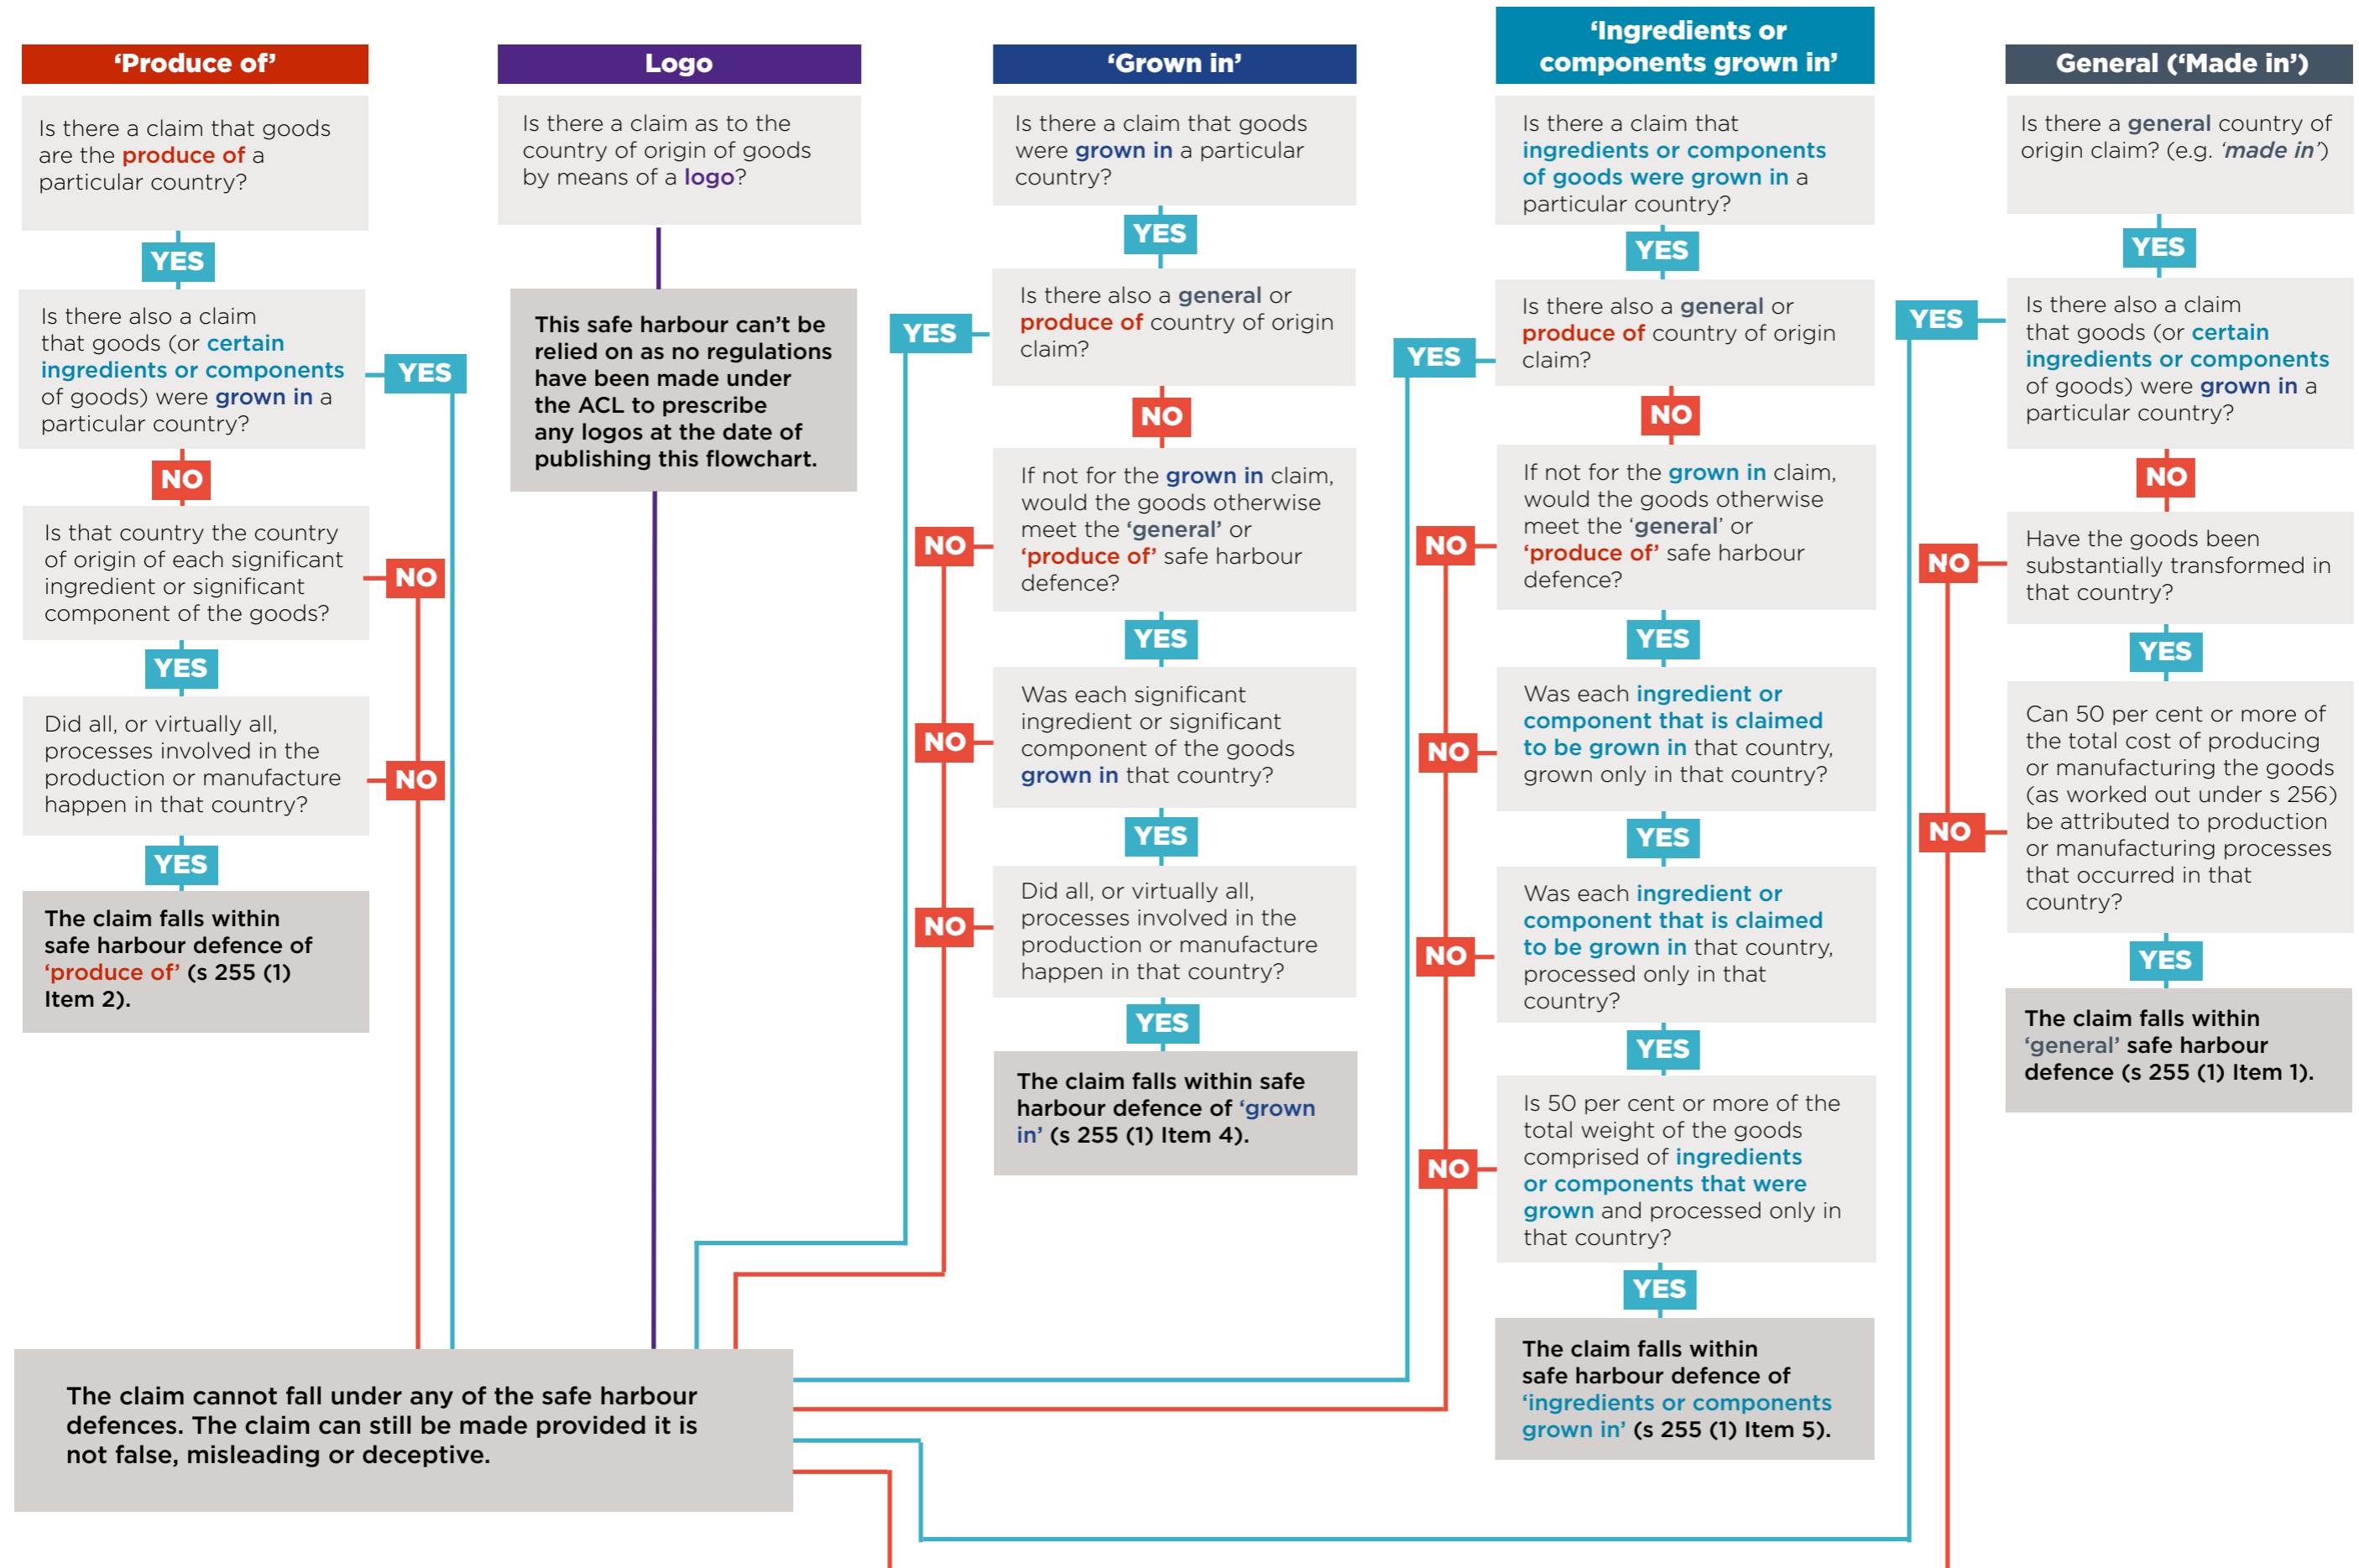 ‘Produce of’
Is there a claim that goods
are the produce of a
particular country?
YES
Is there also a claim
that goods (or certain
ingredients or components
of goods) were grown in a
particular country?
YES
NO
Is that country the country
of origin of each significant
ingredient or significant
component of the goods?
NO
YES
Did all, or virtually all,
processes involved in the
production or manufacture
happen in that country?
NO
YES
The claim falls within
safe harbour defence of
‘produce of’ (s 255 (1)
Item 2).
Logo
Is there a claim as to the
country of origin of goods
by means of a logo?
This safe harbour can’t be
relied on as no regulations
have been made under
the ACL to prescribe
any logos at the date of
publishing this flowchart.
‘Grown in’
Is there a claim that goods
were grown in a particular
country?
YES
Is there also a general or
produce of country of origin
claim?
YES
NO
If not for the grown in claim,
would the goods otherwise
meet the ‘general’ or
‘produce of’ safe harbour
defence?
NO
YES
Was each significant
ingredient or significant
component of the goods
grown in that country?
NO
YES
Did all, or virtually all,
processes involved in the
production or manufacture
happen in that country?
NO
YES
The claim falls within safe
harbour defence of ‘grown
in’ (s 255 (1) Item 4).
‘Ingredients or
components grown in’
Is there a claim that
ingredients or components
of goods were grown in a
particular country?
YES
Is there also a general or
produce of country of origin
claim?
YES
NO
If not for the grown in claim,
would the goods otherwise
meet the ‘general’ or
‘produce of’ safe harbour
defence?
NO
YES
Was each ingredient or
component that is claimed
to be grown in that country,
grown only in that country?
NO
YES
Was each ingredient or
component that is claimed
to be grown in that country,
processed only in that
country?
NO
YES
Is 50 per cent or more of the
total weight of the goods
comprised of ingredients
or components that were
grown and processed only in
that country?
NO
YES
The claim falls within
safe harbour defence of
‘ingredients or components
grown in’ (s 255 (1) Item 5).
General (‘Made in’)
Is there a general country of
origin claim? (e.g. ‘made in’)
YES
Is there also a claim
that goods (or certain
ingredients or components
of goods) were grown in a
particular country?
YES
NO
Have the goods been
substantially transformed in
that country?
NO
YES
Can 50 per cent or more of
the total cost of producing
or manufacturing the goods
(as worked out under s 256)
be attributed to production
or manufacturing processes
that occurred in that
country?
NO
YES
The claim falls within
‘general’ safe harbour
defence (s 255 (1) Item 1).
The claim cannot fall under any of the safe harbour
defences. The claim can still be made provided it is
not false, misleading or deceptive.